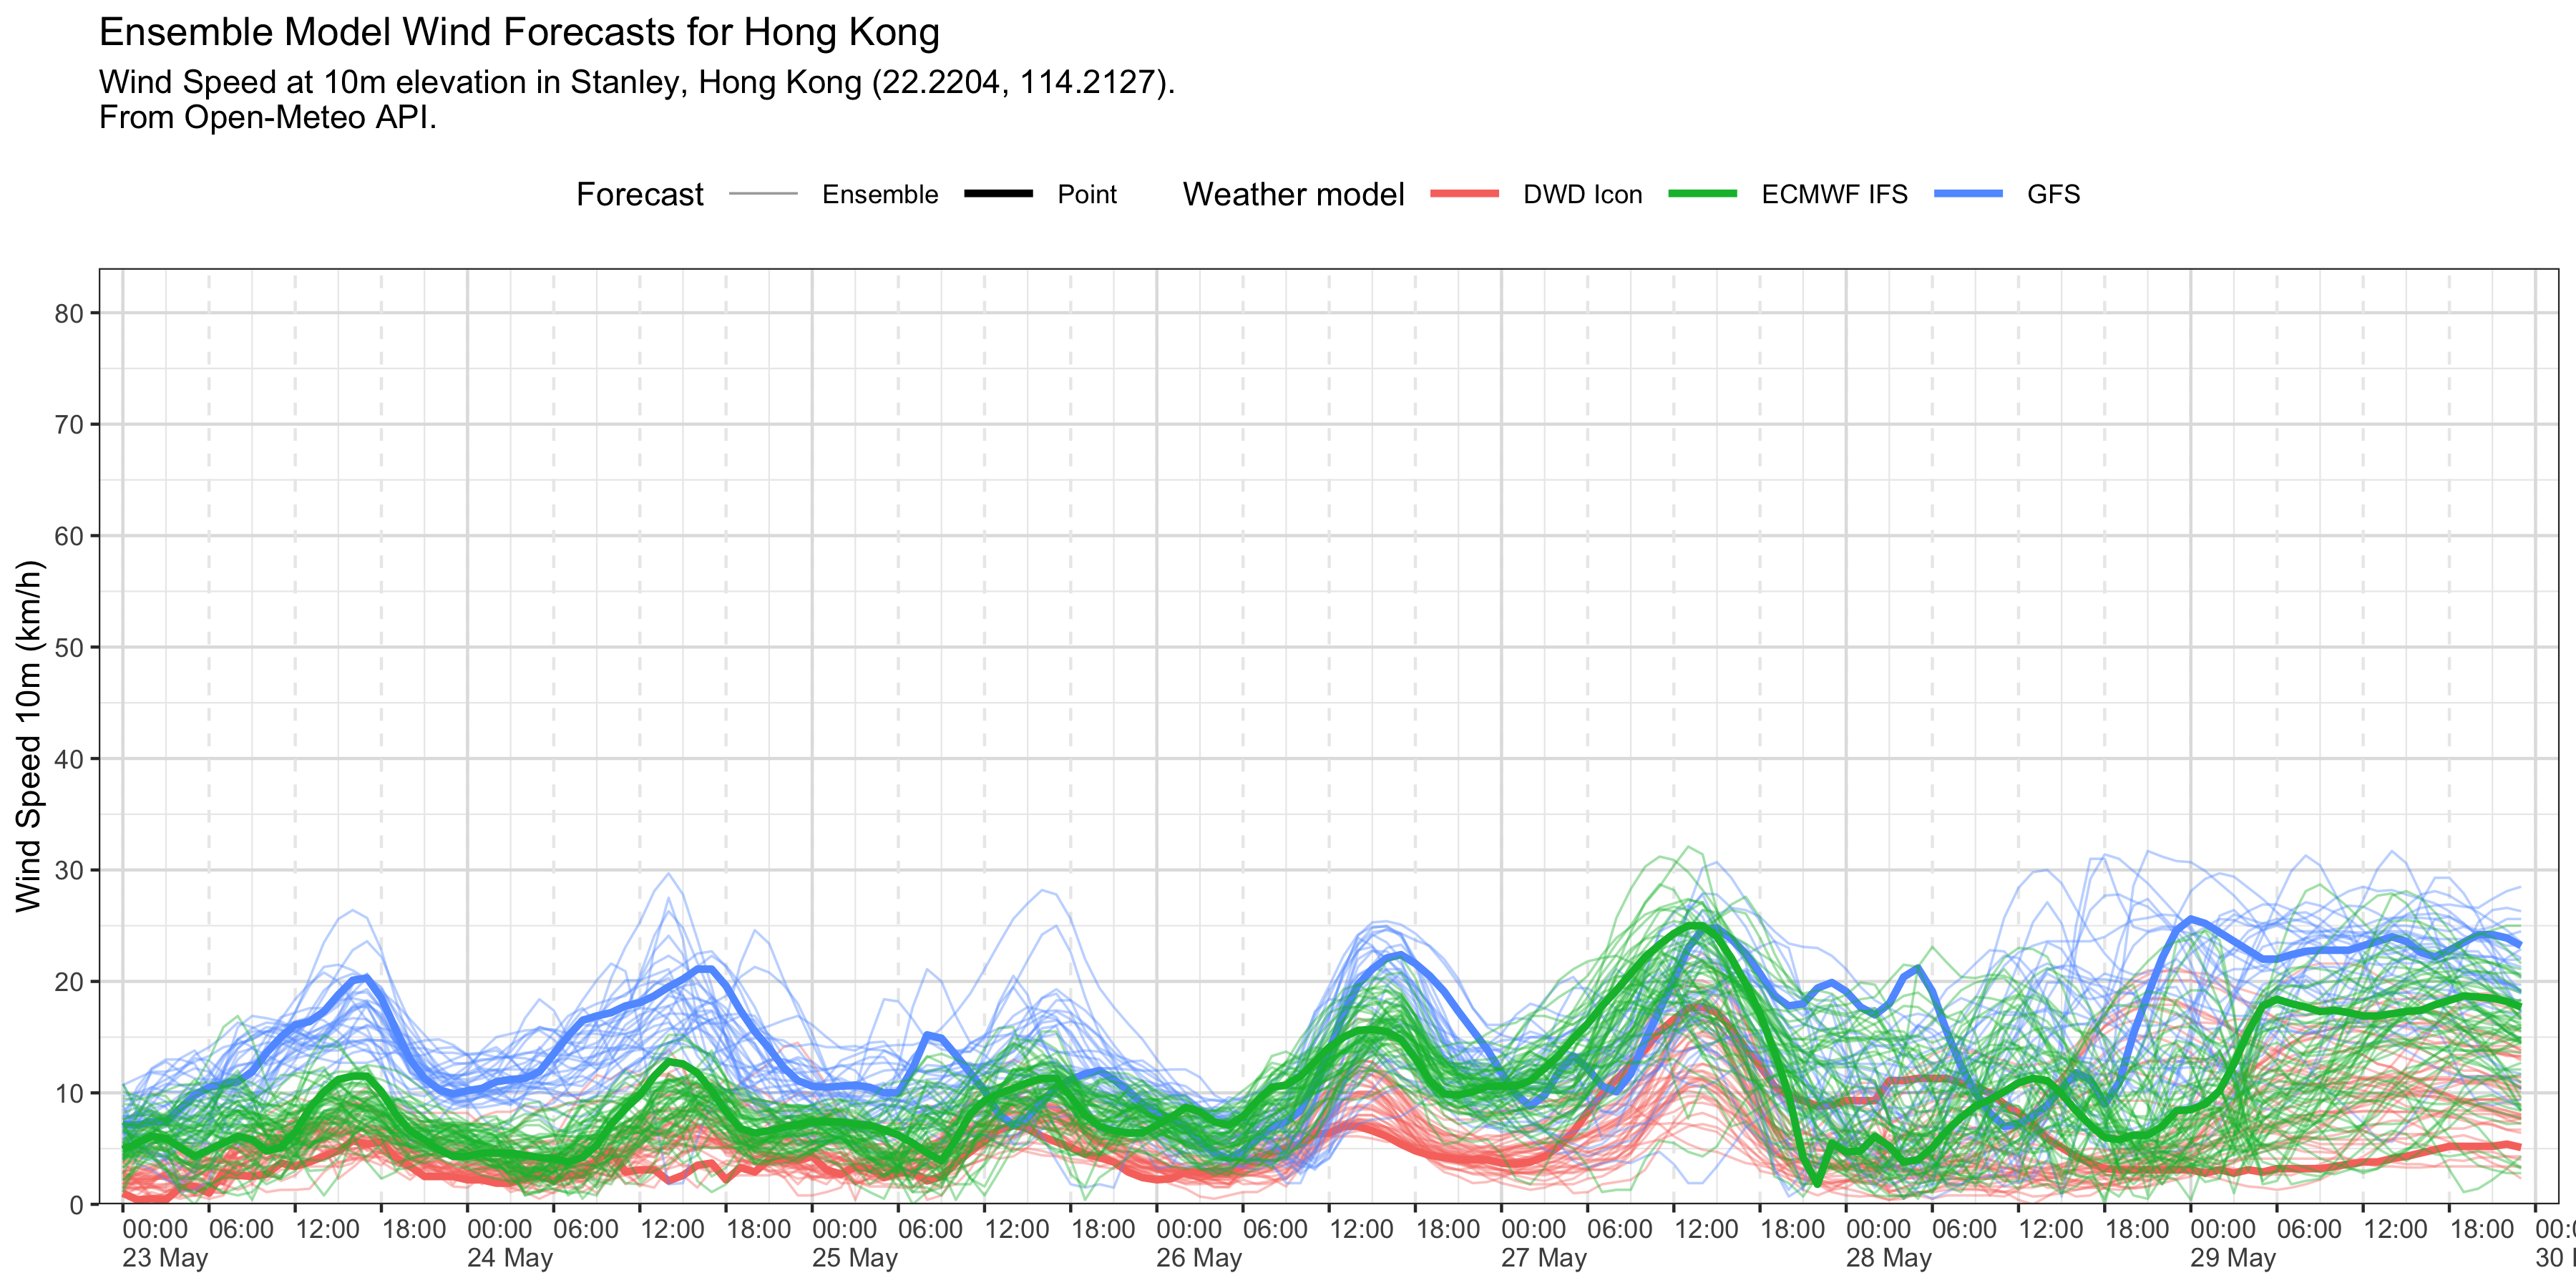 Ensemble Model Wind Forecasts for Hong Kong
Wind Speed at 10m elevation in Stanley, Hong Kong (22.2204, 114.2127).
From Open-Meteo API.
Forecast Ensemble Point Weather model DWD Icon ECMWF IFS GFS
Wind Speed 10m (km/h)
80
70
60
50
40
30
20
10
0
00:00 06:00 12:00 18:00 00:00 06:00 12:00 18:00 00:00 06:00 12:00 18:00 00:00 06:00 12:00 18:00 00:00 06:00 12:00 18:00 00:00 06:00 12:00 18:00 00:00 06:00 12:00 18:00 00:
23 May 24 May 25 May 26 May 27 May 28 May 29 May 30